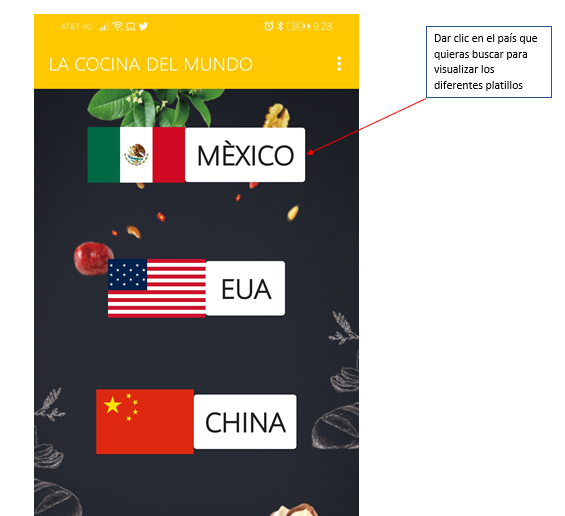 AT&T 4G 34 9:28
LA COCINA DEL MUNDO
Dar clic en el país que
quieras buscar para
visualizar los
diferentes platillos
MÈXICO
EUA
CHINA